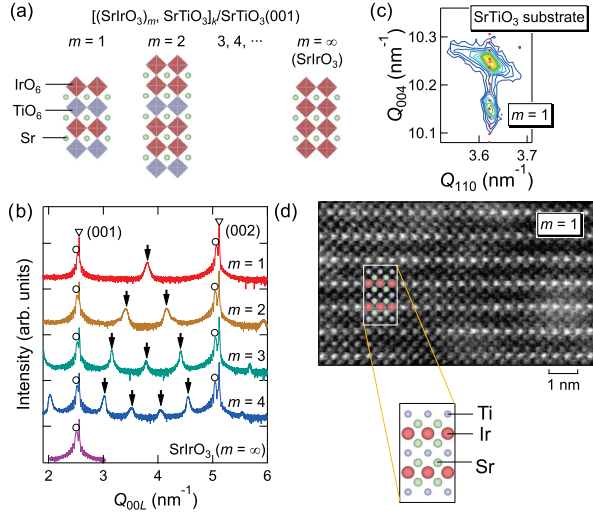 (a)
[(SrIrO3)m, SrTiO3]k/SrTiO3(001)
m = 1
m = 2
3, 4, ···
m = ∞
(SrIrO3)
IrO6
TiO6
Sr
(b)
Intensity (arb. units)
(001)
(002)
m = 1
m = 2
m = 3
m = 4
SrIrO3 (m = ∞)
2
3
4
5
6
Q00L (nm-1)
(c)
SrTiO3 substrate
Q004 (nm-1)
10.3
10.2
10.1
m = 1
3.6
3.7
Q110 (nm-1)
(d)
m = 1
1 nm
Ti
Ir
Sr